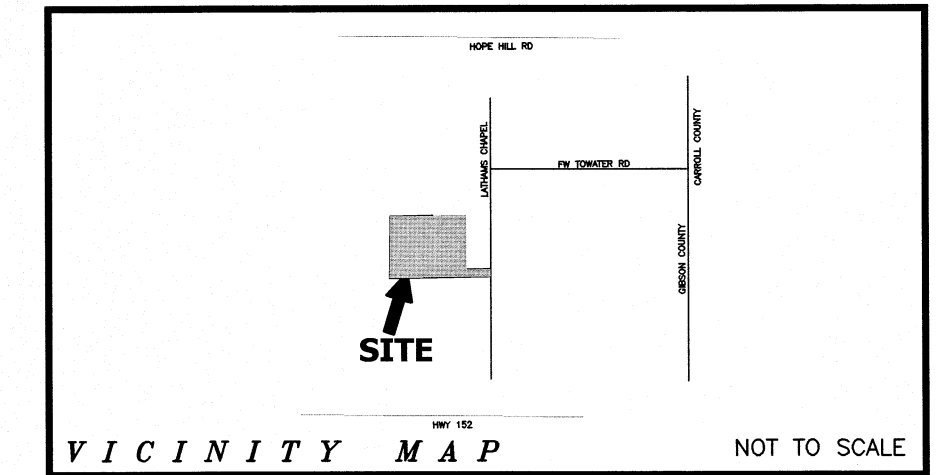 HOPE HILL RD
LATHAMS CHAPEL
FW TOWATER RD
CARROLL COUNTY
GIBSON COUNTY
SITE
HWY 152
VICINITY MAP
NOT TO SCALE